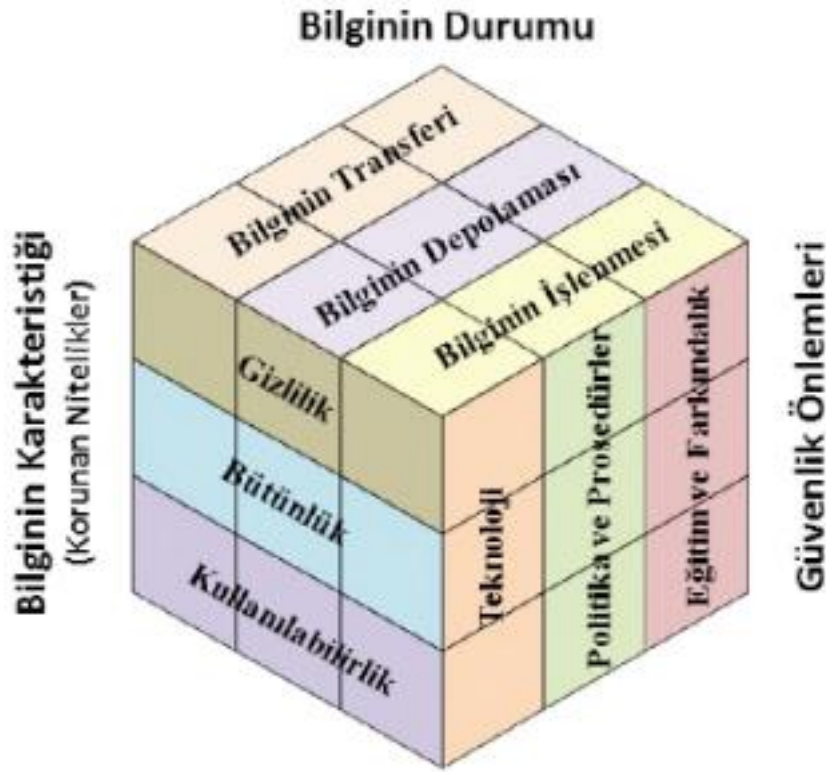 Bilginin Durumu
Bilginin Transferi
Bilginin Depolaması
Bilginin İşlenmesi
Bilginin Karakteristiği
(Korunan Nitelikler)
Gizlilik
Bütünlük
Kullanılabilirlik
Teknoloji
Politika ve Prosedürler
Eğitim ve Farkındalık
Güvenlik Önlemleri